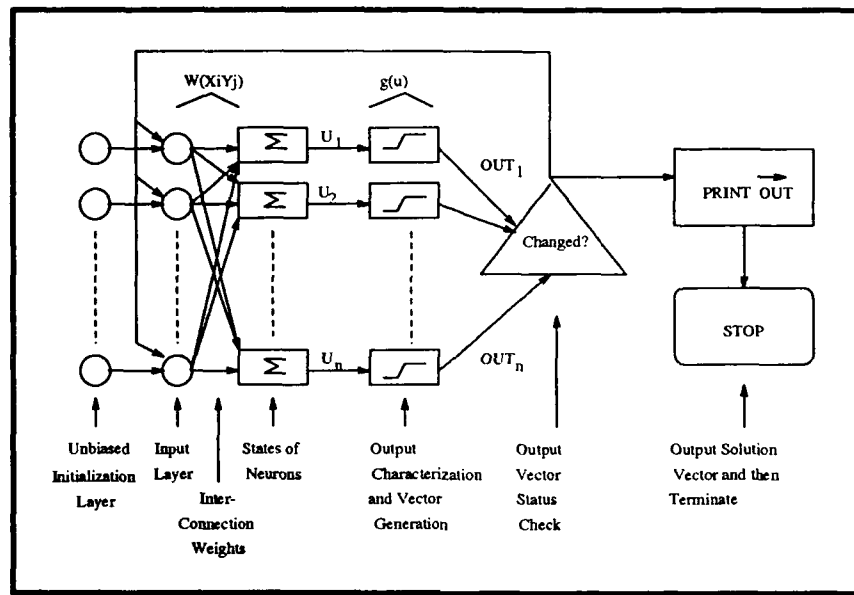 W(XiYj)
g(u)
Σ
U1
OUT1
Σ
U2
Changed?
PRINT OUT
Σ
Un
OUTn
STOP
Unbiased
Initialization
Layer
Input
Layer
Inter-
Connection
Weights
States of
Neurons
Output
Characterization
and Vector
Generation
Output
Vector
Status
Check
Output Solution
Vector and then
Terminate